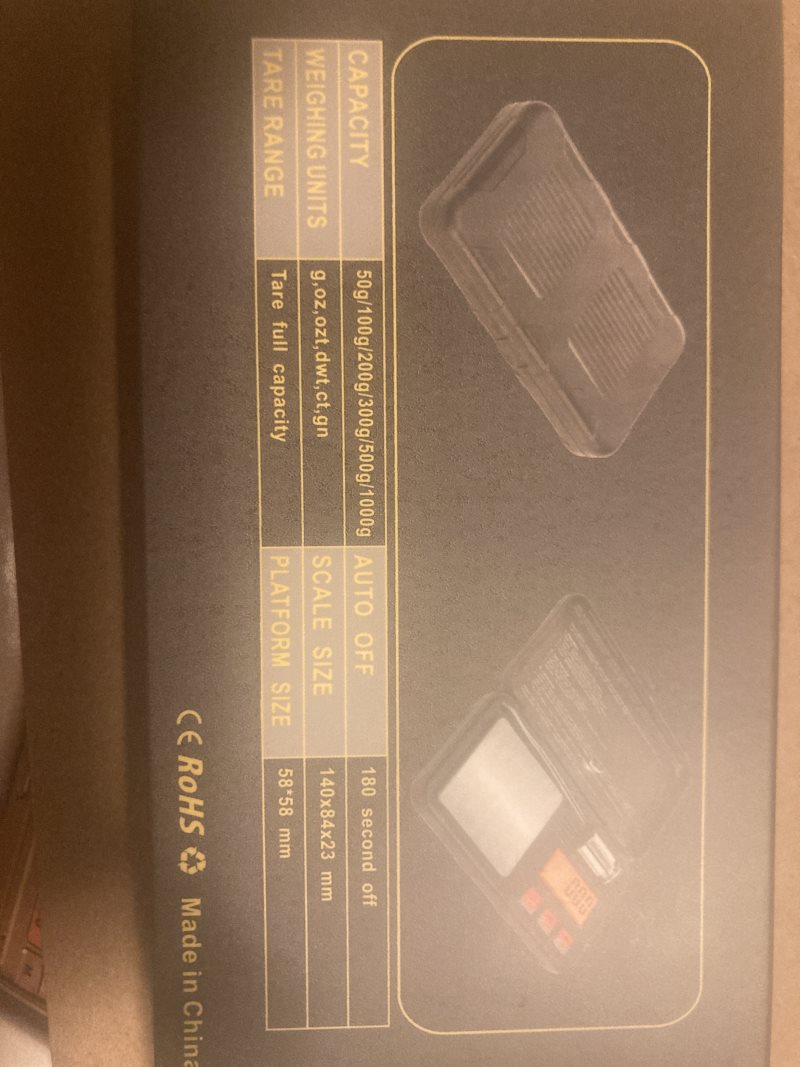 CAPACITY 50g/100g/200g/300g/500g/1000g AUTO OFF 180 second off
WEIGHING UNITS g,oz,ozt,dwt,ct,gn SCALE SIZE 140x84x23 mm
TARE RANGE Tare full capacity PLATFORM SIZE 58*58 mm
CE RoHS Made in China